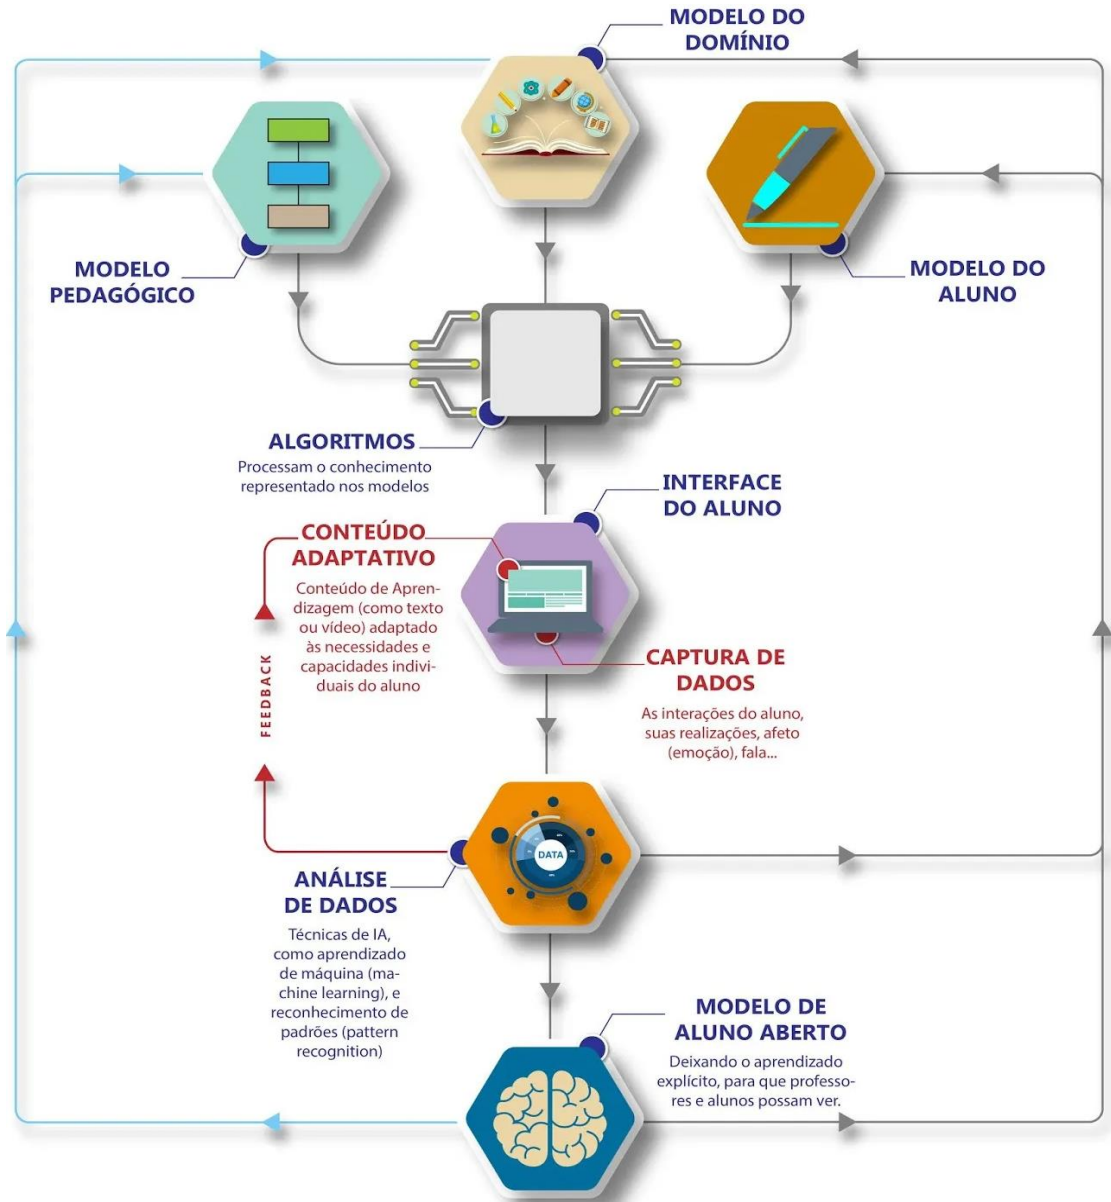 MODELO DO
DOMÍNIO
MODELO
PEDAGÓGICO
MODELO DO
ALUNO
ALGORITMOS
Processam o conhecimento
representado nos modelos
INTERFACE
DO ALUNO
CONTEÚDO
ADAPTATIVO
Conteúdo de Apren-
dizagem (como texto
ou vídeo) adaptado
às necessidades e
capacidades indivi-
duais do aluno
FEEDBACK
CAPTURA DE
DADOS
As interações do aluno,
suas realizações, afeto
(emoção), fala...
DATA
ANÁLISE
DE DADOS
Técnicas de IA,
como aprendizado
de máquina (ma-
chine learning), e
reconhecimento de
padrões (pattern
recognition)
MODELO DE
ALUNO ABERTO
Deixando o aprendizado
explícito, para que professo-
res e alunos possam ver.